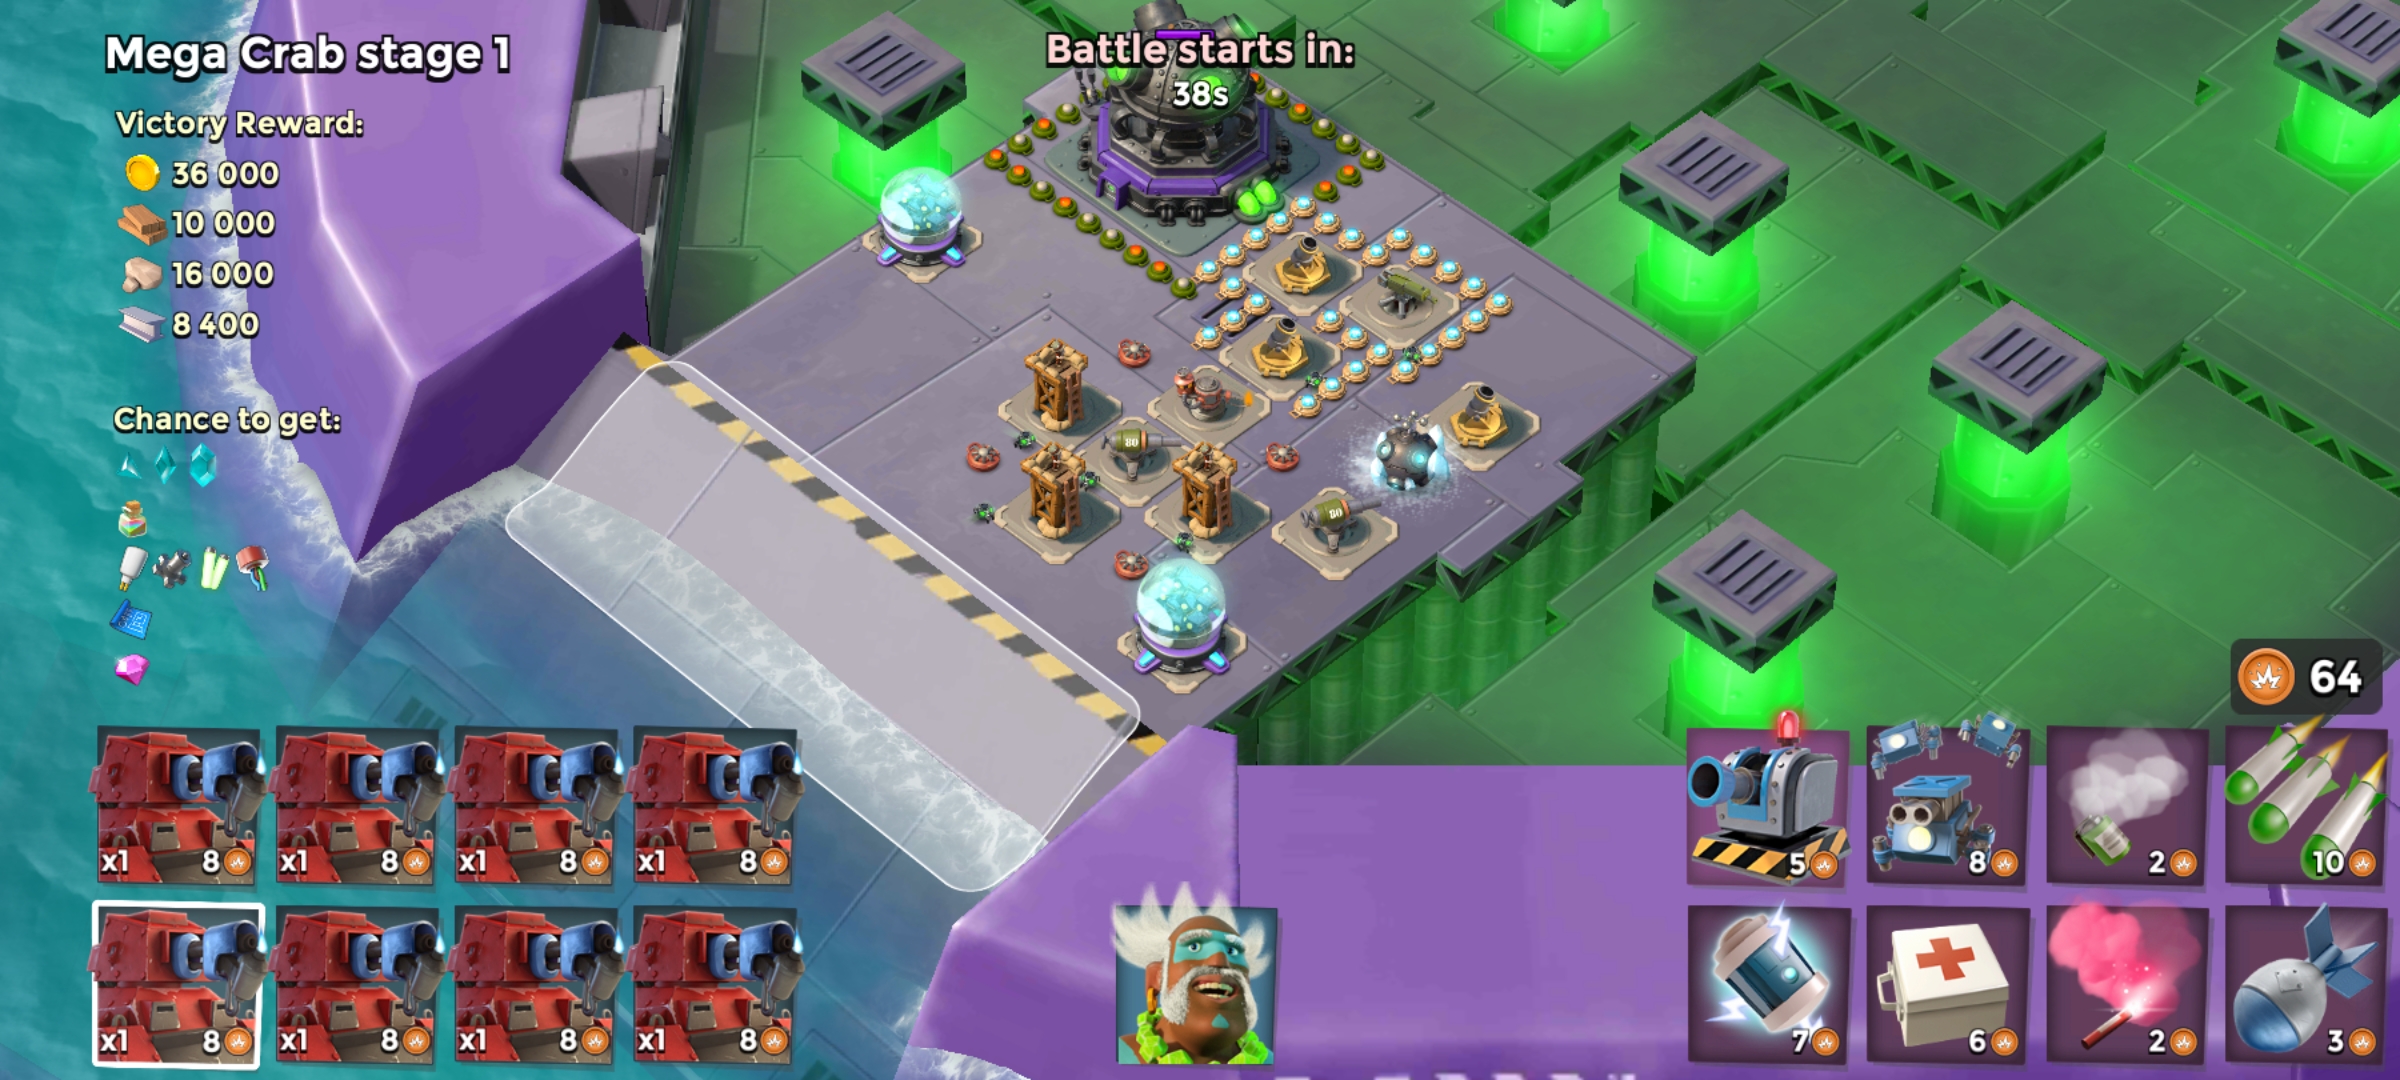 Mega Crab stage 1
Battle starts in:
38s
Victory Reward:
36 000
10 000
16 000
8 400
Chance to get:
80
80
64
x1 8
x1 8
x1 8
x1 8
5
8
2
10
x1 8
x1 8
x1 8
x1 8
7
6
2
3